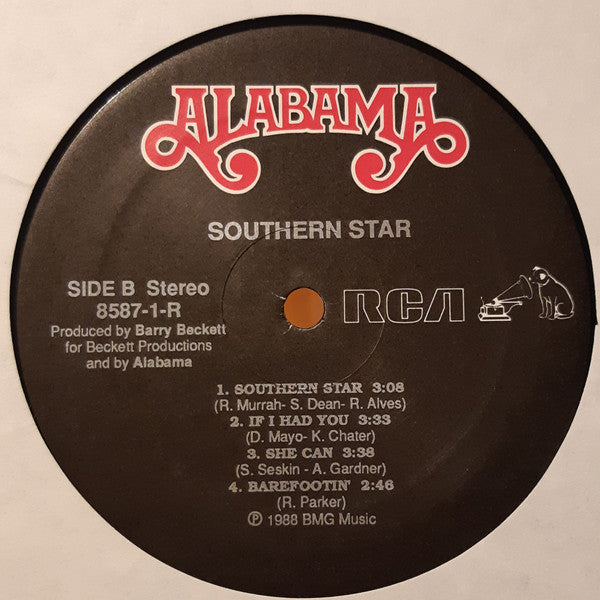 ALABAMA
SOUTHERN STAR
SIDE B Stereo
8587-1-R
Produced by Barry Beckett
for Beckett Productions
and by Alabama
RCA
1. SOUTHERN STAR 3:08
(R. Murrah- S. Dean- R. Alves)
2. IF I HAD YOU 3:33
(D. Mayo- K. Chater)
3. SHE CAN 3:38
(S. Seskin - A. Gardner)
4. BAREFOOTIN' 2:46
(R. Parker)
℗ 1988 BMG Music